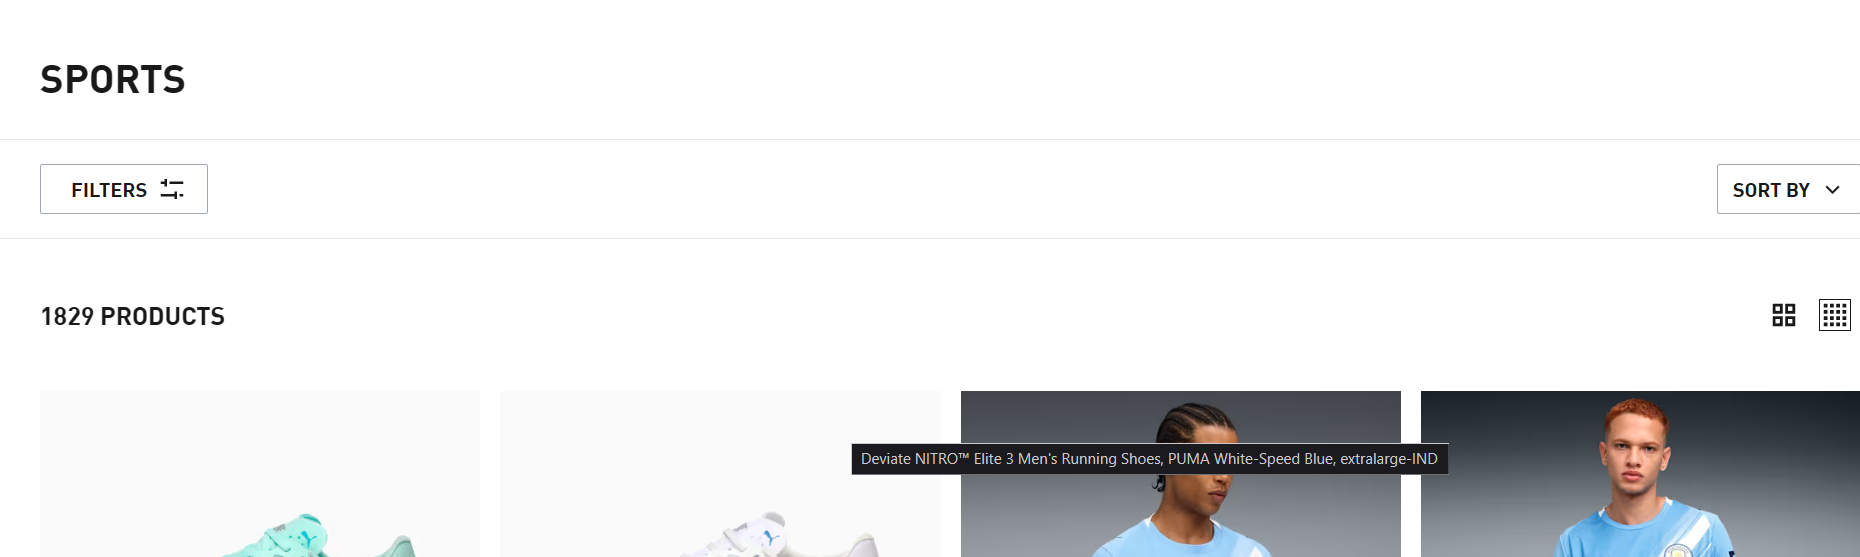 SPORTS
FILTERS
SORT BY
1829 PRODUCTS
Deviate NITRO™ Elite 3 Men's Running Shoes, PUMA White-Speed Blue, extralarge-IND